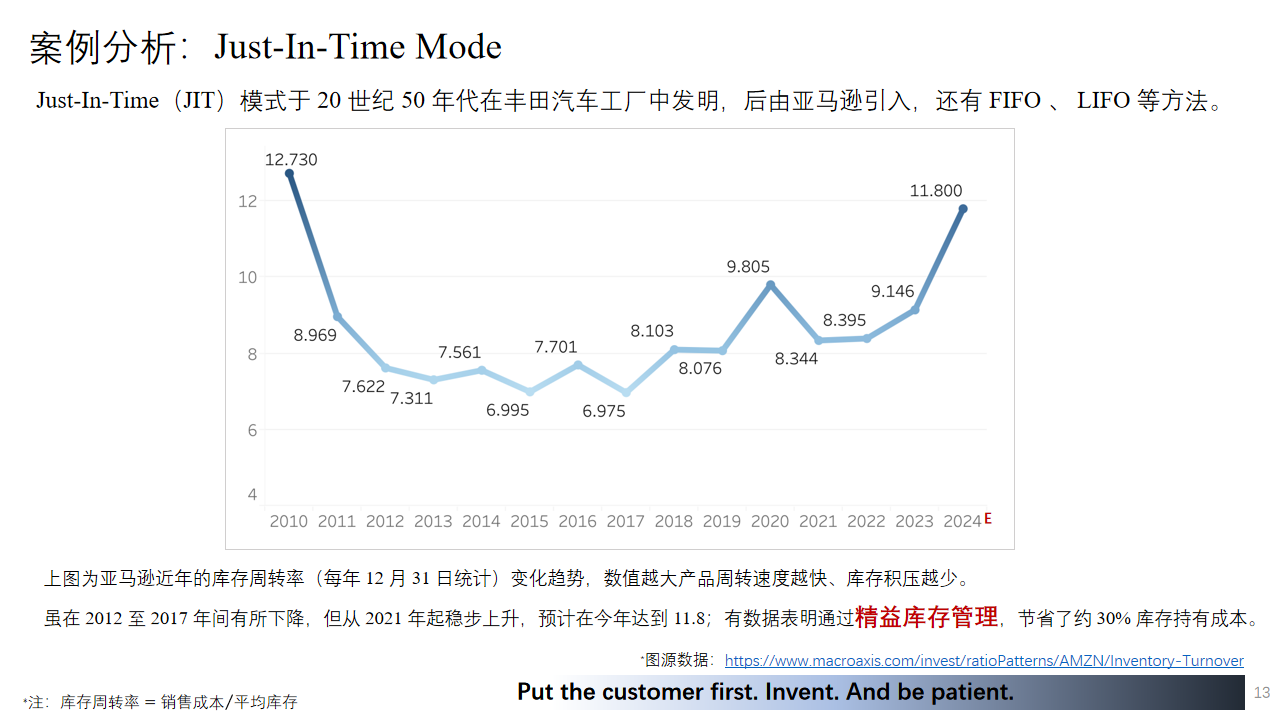 案例分析：Just-In-Time Mode
Just-In-Time（JIT）模式于 20 世纪 50 年代在丰田汽车工厂中发明，后由亚马逊引入，还有 FIFO 、 LIFO 等方法。
12.730
11.800
12
9.805
10
9.146
8.969
8.395
8.103
8.344
8.076
8
7.701
7.561
7.622
7.311
6.995
6.975
6
4
2010 2011 2012 2013 2014 2015 2016 2017 2018 2019 2020 2021 2022 2023 2024E
上图为亚马逊近年的库存周转率（每年 12 月 31 日统计）变化趋势，数值越大产品周转速度越快、库存积压越少。
虽在 2012 至 2017 年间有所下降，但从 2021 年起稳步上升，预计在今年达到 11.8；有数据表明通过精益库存管理，节省了约 30% 库存持有成本。
*图源数据：https://www.macroaxis.com/invest/ratioPatterns/AMZN/Inventory-Turnover
Put the customer first. Invent. And be patient.
13
*注：库存周转率 = 销售成本/平均库存